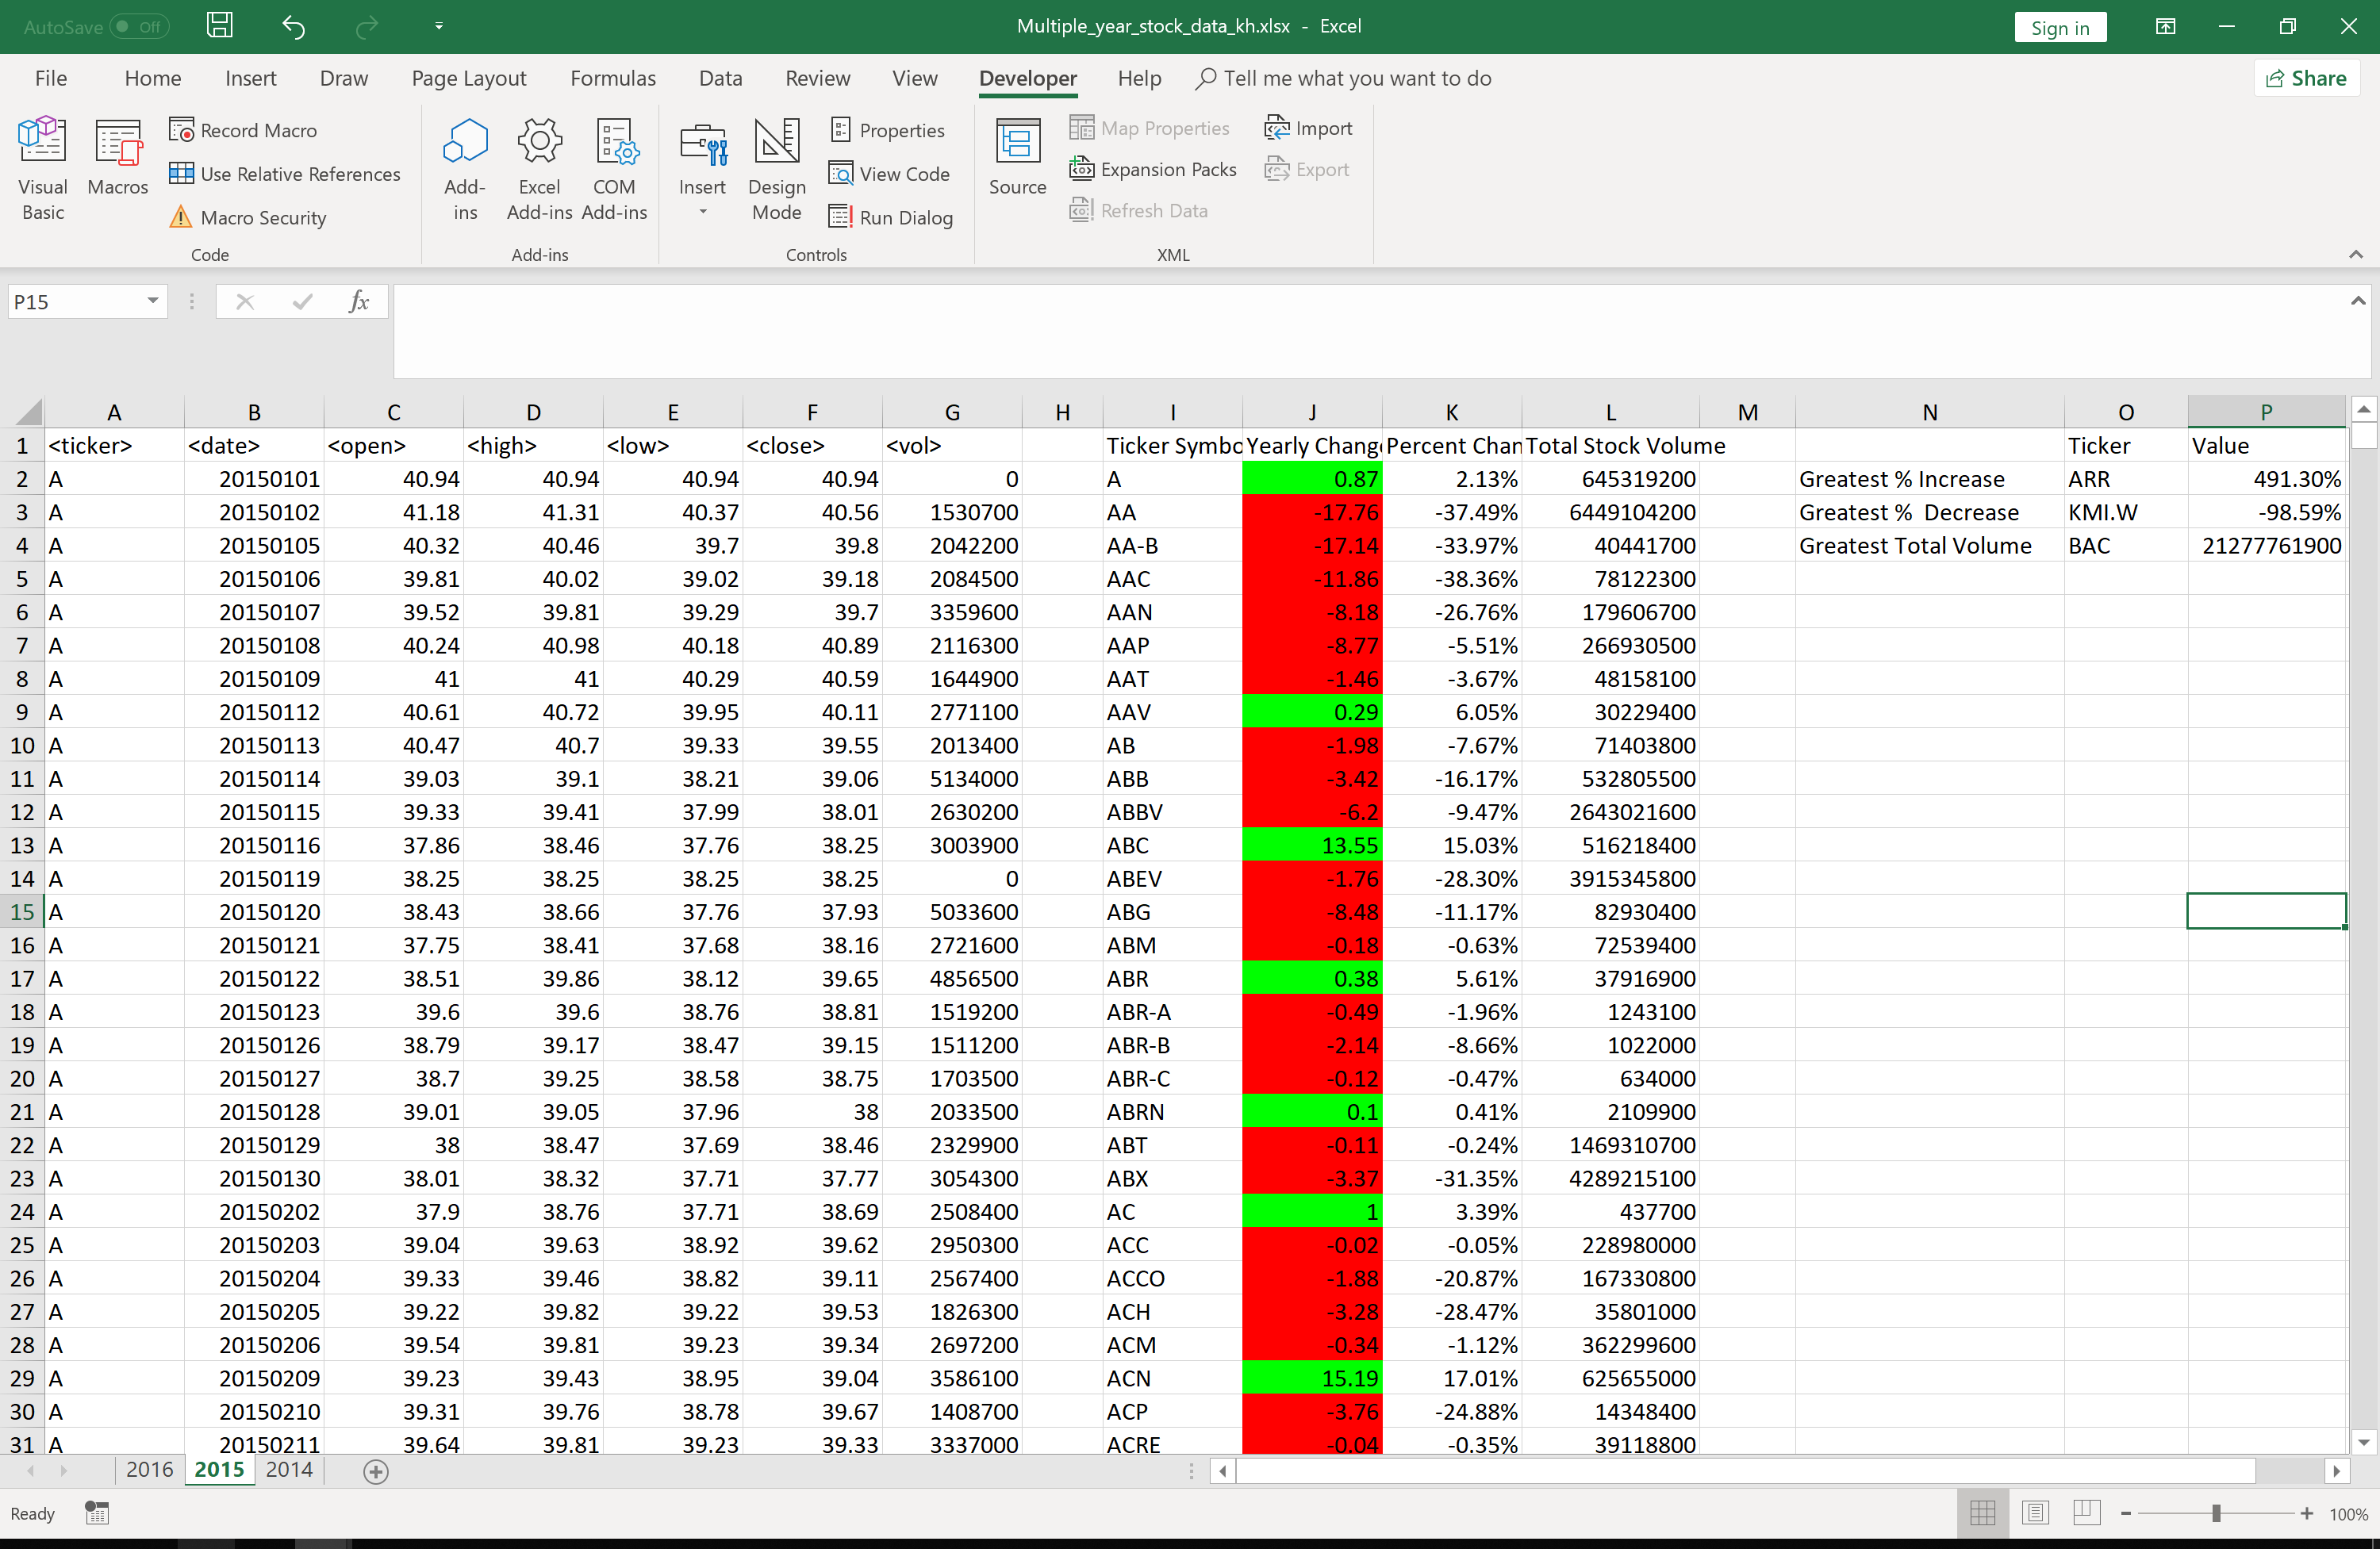 AutoSave Off Multiple_year_stock_data_kh.xlsx - Excel Sign in
File Home Insert Draw Page Layout Formulas Data Review View Developer Help Tell me what you want to do Share
Visual Basic
Macros
Record Macro
Use Relative References
Macro Security
Code
Add-ins
Excel Add-ins
COM Add-ins
Add-ins
Insert
Design Mode
Properties
View Code
Run Dialog
Controls
Source
Map Properties
Expansion Packs
Refresh Data
Import
Export
XML
P15 fx
A B C D E F G H I J K L M N O P
1 <ticker> <date> <open> <high> <low> <close> <vol> Ticker Symbo Yearly Chang Percent Chan Total Stock Volume Ticker Value
2 A 20150101 40.94 40.94 40.94 40.94 0 A 0.87 2.13% 645319200 Greatest % Increase ARR 491.30%
3 A 20150102 41.18 41.31 40.37 40.56 1530700 AA -17.76 -37.49% 6449104200 Greatest % Decrease KMI.W -98.59%
4 A 20150105 40.32 40.46 39.7 39.8 2042200 AA-B -17.14 -33.97% 40441700 Greatest Total Volume BAC 21277761900
5 A 20150106 39.81 40.02 39.02 39.18 2084500 AAC -11.86 -38.36% 78122300
6 A 20150107 39.52 39.81 39.29 39.7 3359600 AAN -8.18 -26.76% 179606700
7 A 20150108 40.24 40.98 40.18 40.89 2116300 AAP -8.77 -5.51% 266930500
8 A 20150109 41 41 40.29 40.59 1644900 AAT -1.46 -3.67% 48158100
9 A 20150112 40.61 40.72 39.95 40.11 2771100 AAV 0.29 6.05% 30229400
10 A 20150113 40.47 40.7 39.33 39.55 2013400 AB -1.98 -7.67% 71403800
11 A 20150114 39.03 39.1 38.21 39.06 5134000 ABB -3.42 -16.17% 532805500
12 A 20150115 39.33 39.41 37.99 38.01 2630200 ABBV -6.2 -9.47% 2643021600
13 A 20150116 37.86 38.46 37.76 38.25 3003900 ABC 13.55 15.03% 516218400
14 A 20150119 38.25 38.25 38.25 38.25 0 ABEV -1.76 -28.30% 3915345800
15 A 20150120 38.43 38.66 37.76 37.93 5033600 ABG -8.48 -11.17% 82930400
16 A 20150121 37.75 38.41 37.68 38.16 2721600 ABM -0.18 -0.63% 72539400
17 A 20150122 38.51 39.86 38.12 39.65 4856500 ABR 0.38 5.61% 37916900
18 A 20150123 39.6 39.6 38.76 38.81 1519200 ABR-A -0.49 -1.96% 1243100
19 A 20150126 38.79 39.17 38.47 39.15 1511200 ABR-B -2.14 -8.66% 1022000
20 A 20150127 38.7 39.25 38.58 38.75 1703500 ABR-C -0.12 -0.47% 634000
21 A 20150128 39.01 39.05 37.96 38 2033500 ABRN 0.1 0.41% 2109900
22 A 20150129 38 38.47 37.69 38.46 2329900 ABT -0.11 -0.24% 1469310700
23 A 20150130 38.01 38.32 37.71 37.77 3054300 ABX -3.37 -31.35% 4289215100
24 A 20150202 37.9 38.76 37.71 38.69 2508400 AC 1 3.39% 437700
25 A 20150203 39.04 39.63 38.92 39.62 2950300 ACC -0.02 -0.05% 228980000
26 A 20150204 39.33 39.46 38.82 39.11 2567400 ACCO -1.88 -20.87% 167330800
27 A 20150205 39.22 39.82 39.22 39.53 1826300 ACH -3.28 -28.47% 35801000
28 A 20150206 39.54 39.81 39.23 39.34 2697200 ACM -0.34 -1.12% 362299600
29 A 20150209 39.23 39.43 38.95 39.04 3586100 ACN 15.19 17.01% 625655000
30 A 20150210 39.31 39.76 38.78 39.67 1408700 ACP -3.76 -24.88% 14348400
31 A 20150211 39.64 39.81 39.23 39.33 3337000 ACRE -0.04 -0.35% 39118800
2016 2015 2014
Ready 100%